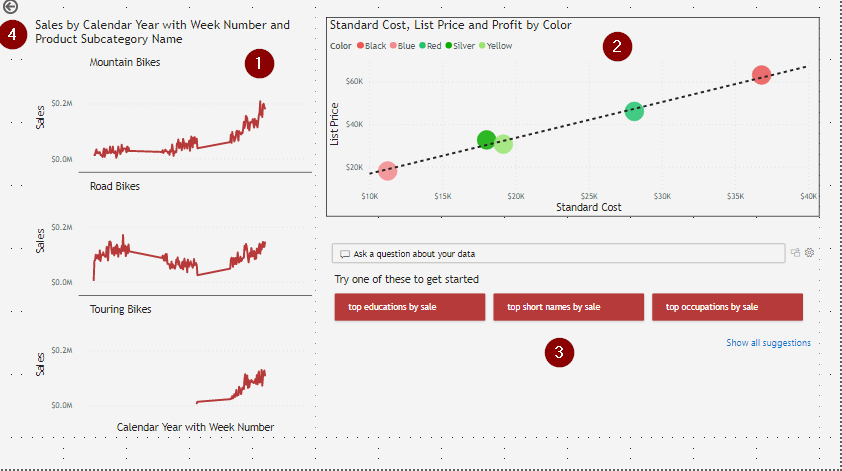 4
Sales by Calendar Year with Week Number and
Product Subcategory Name
1
Mountain Bikes
Sales
$0.2M
$0.0M
Road Bikes
Sales
$0.2M
$0.0M
Touring Bikes
Sales
$0.2M
$0.0M
Calendar Year with Week Number
Standard Cost, List Price and Profit by Color
Color Black Blue Red Silver Yellow
2
List Price
$60K
$40K
$20K
$10K $15K $20K $25K $30K $35K $40K
Standard Cost
Ask a question about your data
Try one of these to get started
top educations by sale
top short names by sale
top occupations by sale
3
Show all suggestions